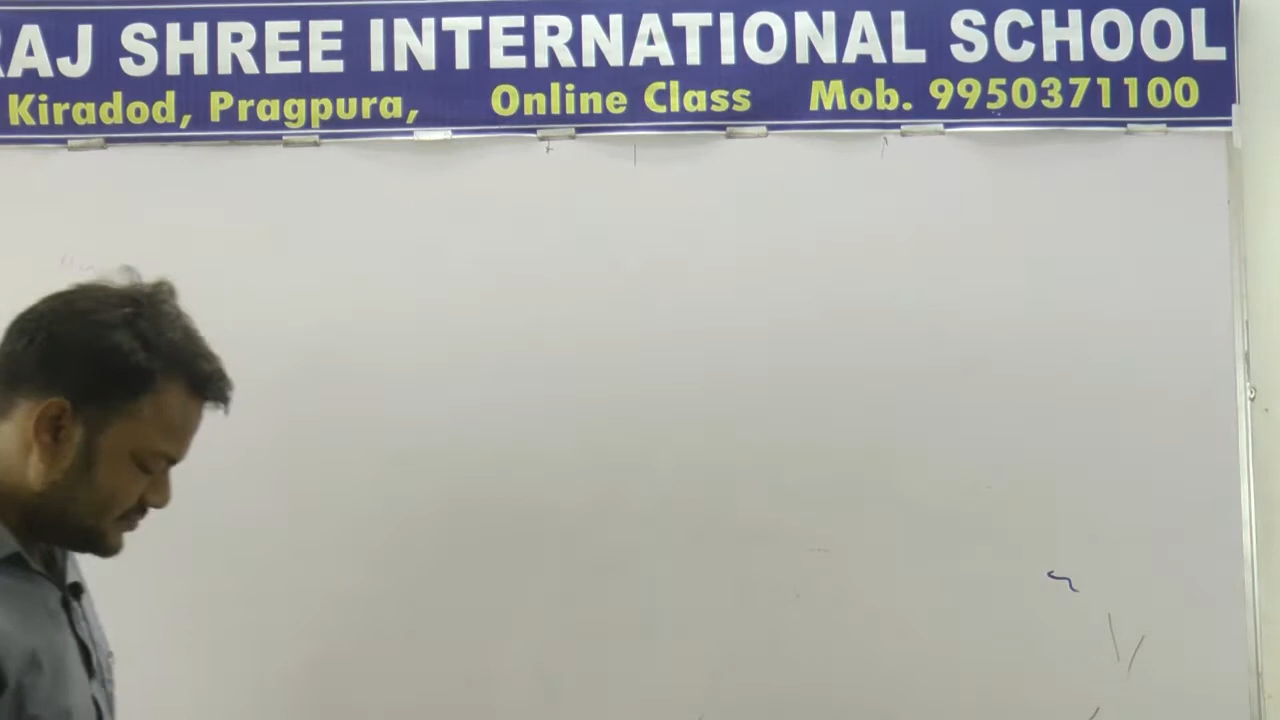 RAJ SHREE INTERNATIONAL SCHOOL
Kiradod, Pragpura, Online Class Mob. 9950371100